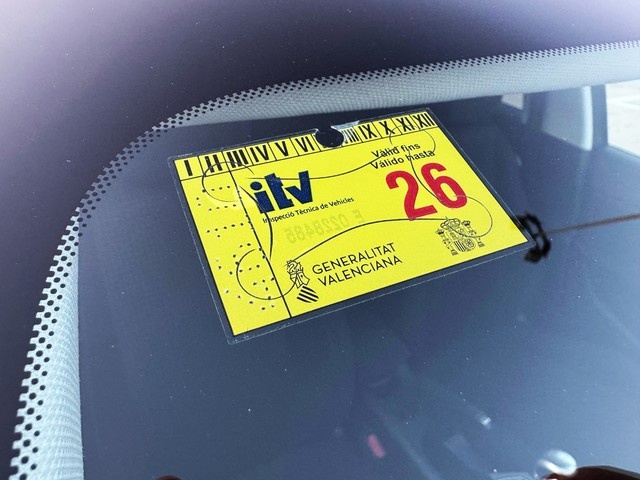 I II III IV V VI VIII IX X XI XII
Vàlid fins
Válido hasta
itv
26
Inspecció Tècnica de Vehicles
GENERALITAT
VALENCIANA